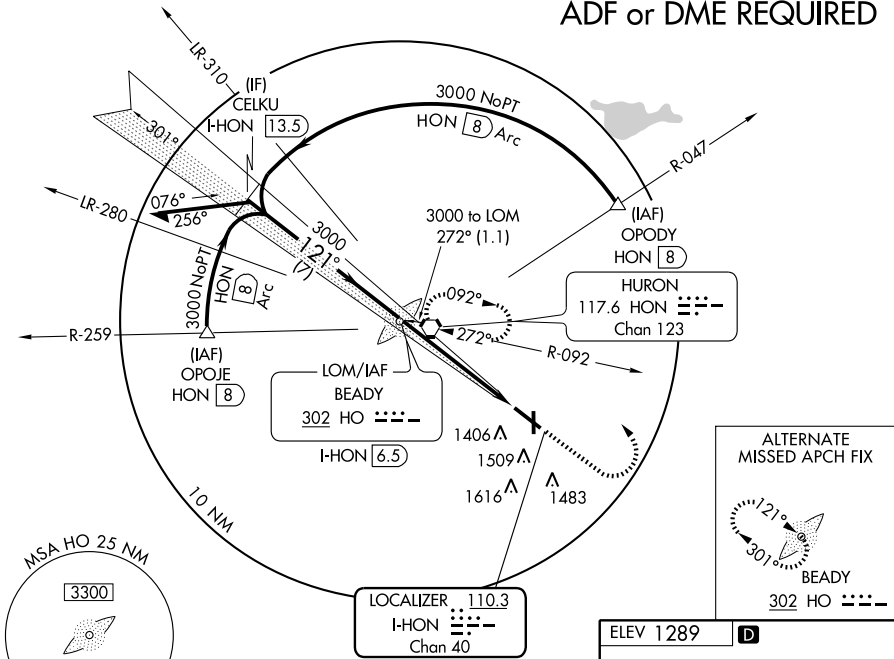 ADF or DME REQUIRED
LR-310
(IF)
CELKU
I-HON 13.5
3000 NoPT
HON 8 Arc
R-047
301°
LR-280
076°
256°
3000
121°
(7)
3000 to LOM
272° (1.1)
(IAF)
OPODY
HON 8
3000 NoPT
HON 8 Arc
HURON
117.6 HON
Chan 123
092°
272°
R-092
R-259
(IAF)
OPOJE
HON 8
LOM/IAF
BEADY
302 HO
I-HON 6.5
1406
1509
1616
1483
ALTERNATE
MISSED APCH FIX
121°
301°
BEADY
302 HO
10 NM
MSA HO 25 NM
3300
LOCALIZER 110.3
I-HON
Chan 40
ELEV 1289 D